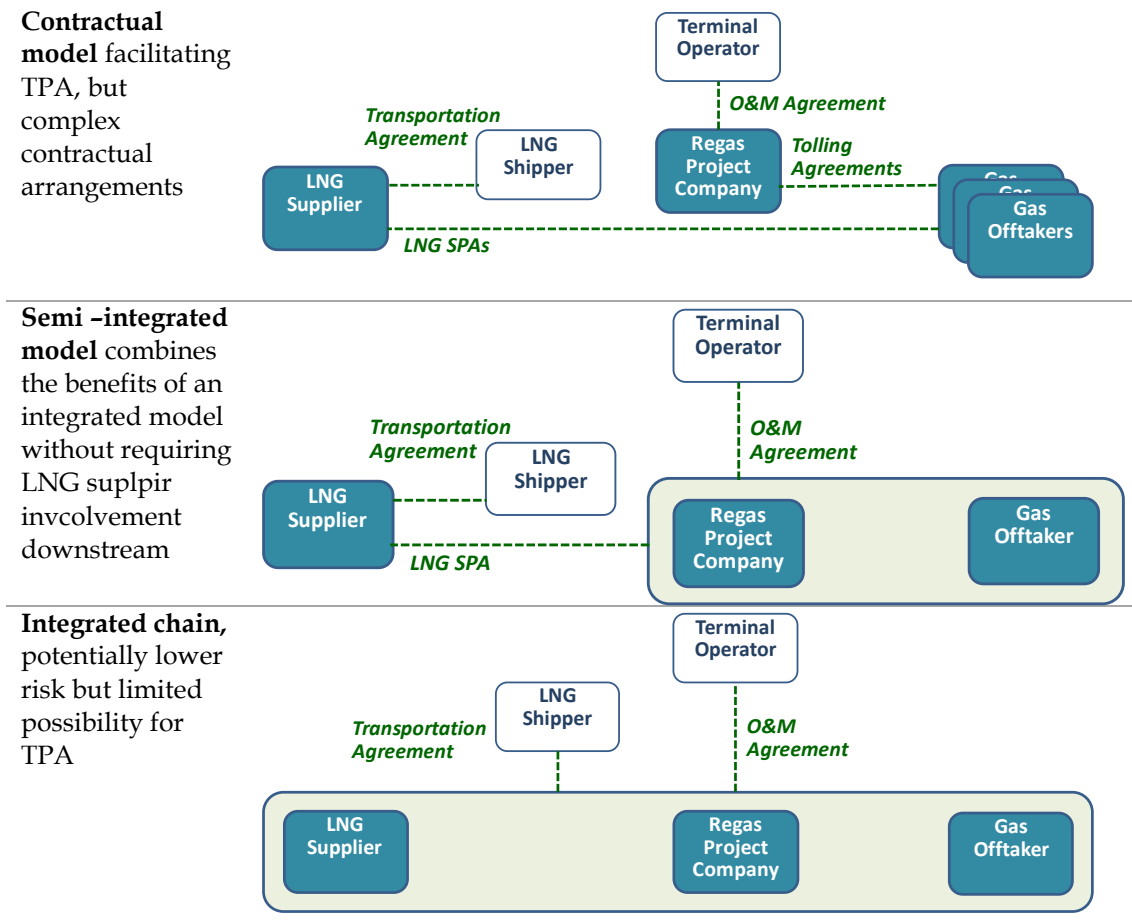 Contractual
model facilitating
TPA, but
complex
contractual
arrangements
Terminal
Operator
O&M Agreement
Transportation
Agreement
LNG
Shipper
Regas
Project
Company
Tolling
Agreements
LNG
Supplier
Gas
Gas
Gas
Offtakers
LNG SPAs
Semi –integrated
model combines
the benefits of an
integrated model
without requiring
LNG suplpir
invcolvement
downstream
Terminal
Operator
Transportation
Agreement
O&M
Agreement
LNG
Shipper
LNG
Supplier
Regas
Project
Company
Gas
Offtaker
LNG SPA
Integrated chain,
potentially lower
risk but limited
possibility for
TPA
Terminal
Operator
LNG
Shipper
Transportation
Agreement
O&M
Agreement
LNG
Supplier
Regas
Project
Company
Gas
Offtaker